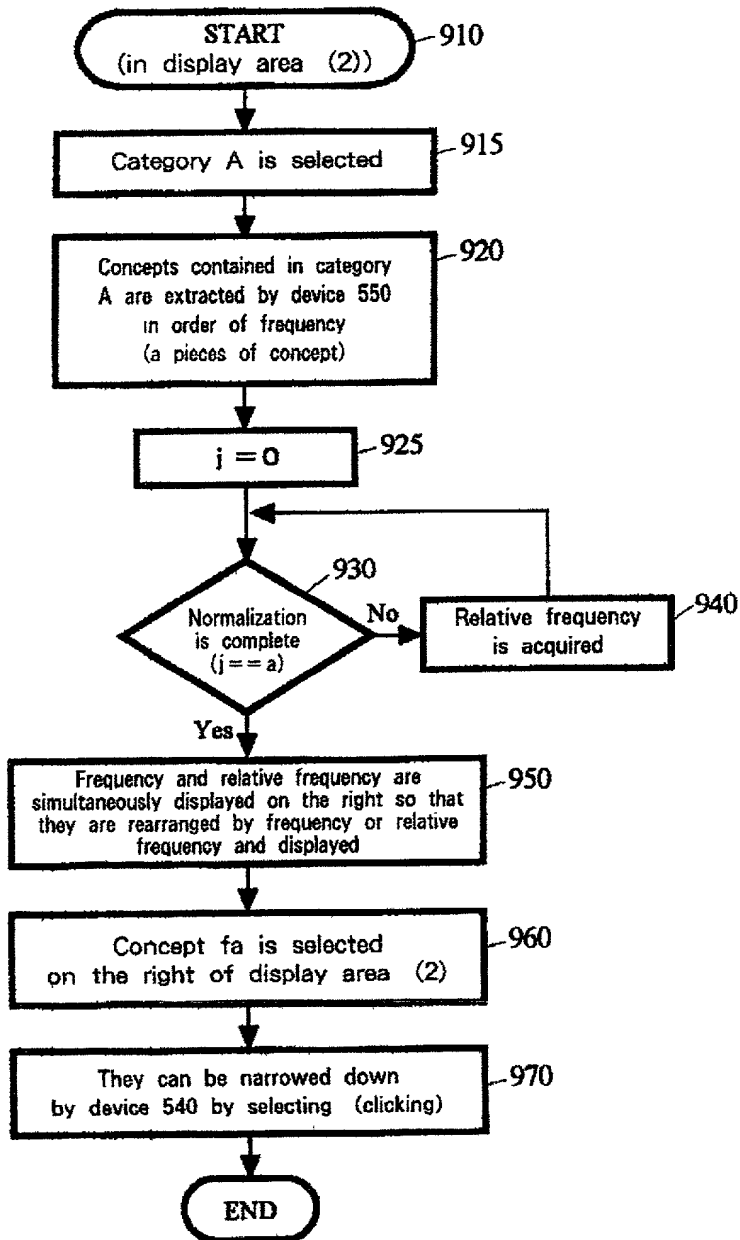 START
(in display area (2))
910
Category A is selected
915
Concepts contained in category
A are extracted by device 550
in order of frequency
(a pieces of concept)
920
j = 0
925
930
Normalization
is complete
(j == a)
No
Relative frequency
is acquired
940
Yes
Frequency and relative frequency are
simultaneously displayed on the right so that
they are rearranged by frequency or relative
frequency and displayed
950
Concept fa is selected
on the right of display area (2)
960
They can be narrowed down
by device 540 by selecting (clicking)
970
END